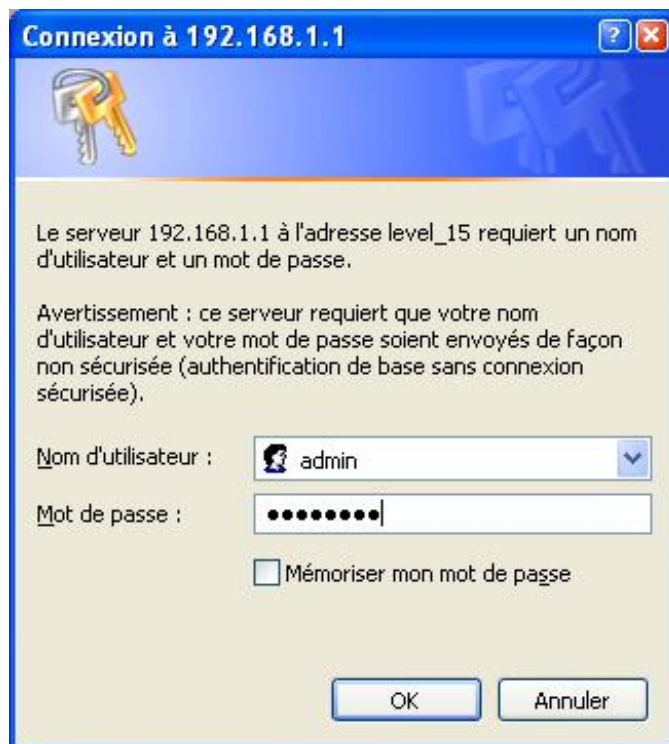 Connexion à 192.168.1.1
Le serveur 192.168.1.1 à l'adresse level_15 requiert un nom
d'utilisateur et un mot de passe.
Avertissement : ce serveur requiert que votre nom
d'utilisateur et votre mot de passe soient envoyés de façon
non sécurisée (authentification de base sans connexion
sécurisée).
Nom d'utilisateur :
admin
Mot de passe :
●●●●●●●●
Mémoriser mon mot de passe
OK
Annuler